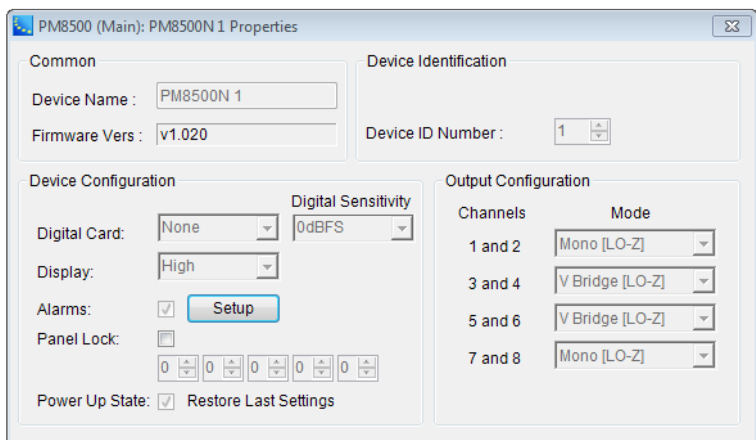 PM8500 (Main): PM8500N 1 Properties
Common
Device Name : PM8500N 1
Firmware Vers : v1.020
Device Identification
Device ID Number : 1
Device Configuration
Digital Sensitivity
Digital Card: None 0dBFS
Display: High
Alarms: Setup
Panel Lock:
0 0 0 0 0
Power Up State: Restore Last Settings
Output Configuration
Channels Mode
1 and 2 Mono [LO-Z]
3 and 4 V Bridge [LO-Z]
5 and 6 V Bridge [LO-Z]
7 and 8 Mono [LO-Z]